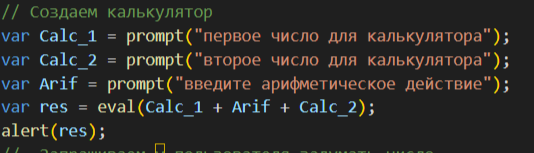 // Создаем калькулятор
var Calc_1 = prompt("первое число для калькулятора");
var Calc_2 = prompt("второе число для калькулятора");
var Arif = prompt("введите арифметическое действие");
var res = eval(Calc_1 + Arif + Calc_2);
alert(res);
// Запрашиваем у пользователя задумать число